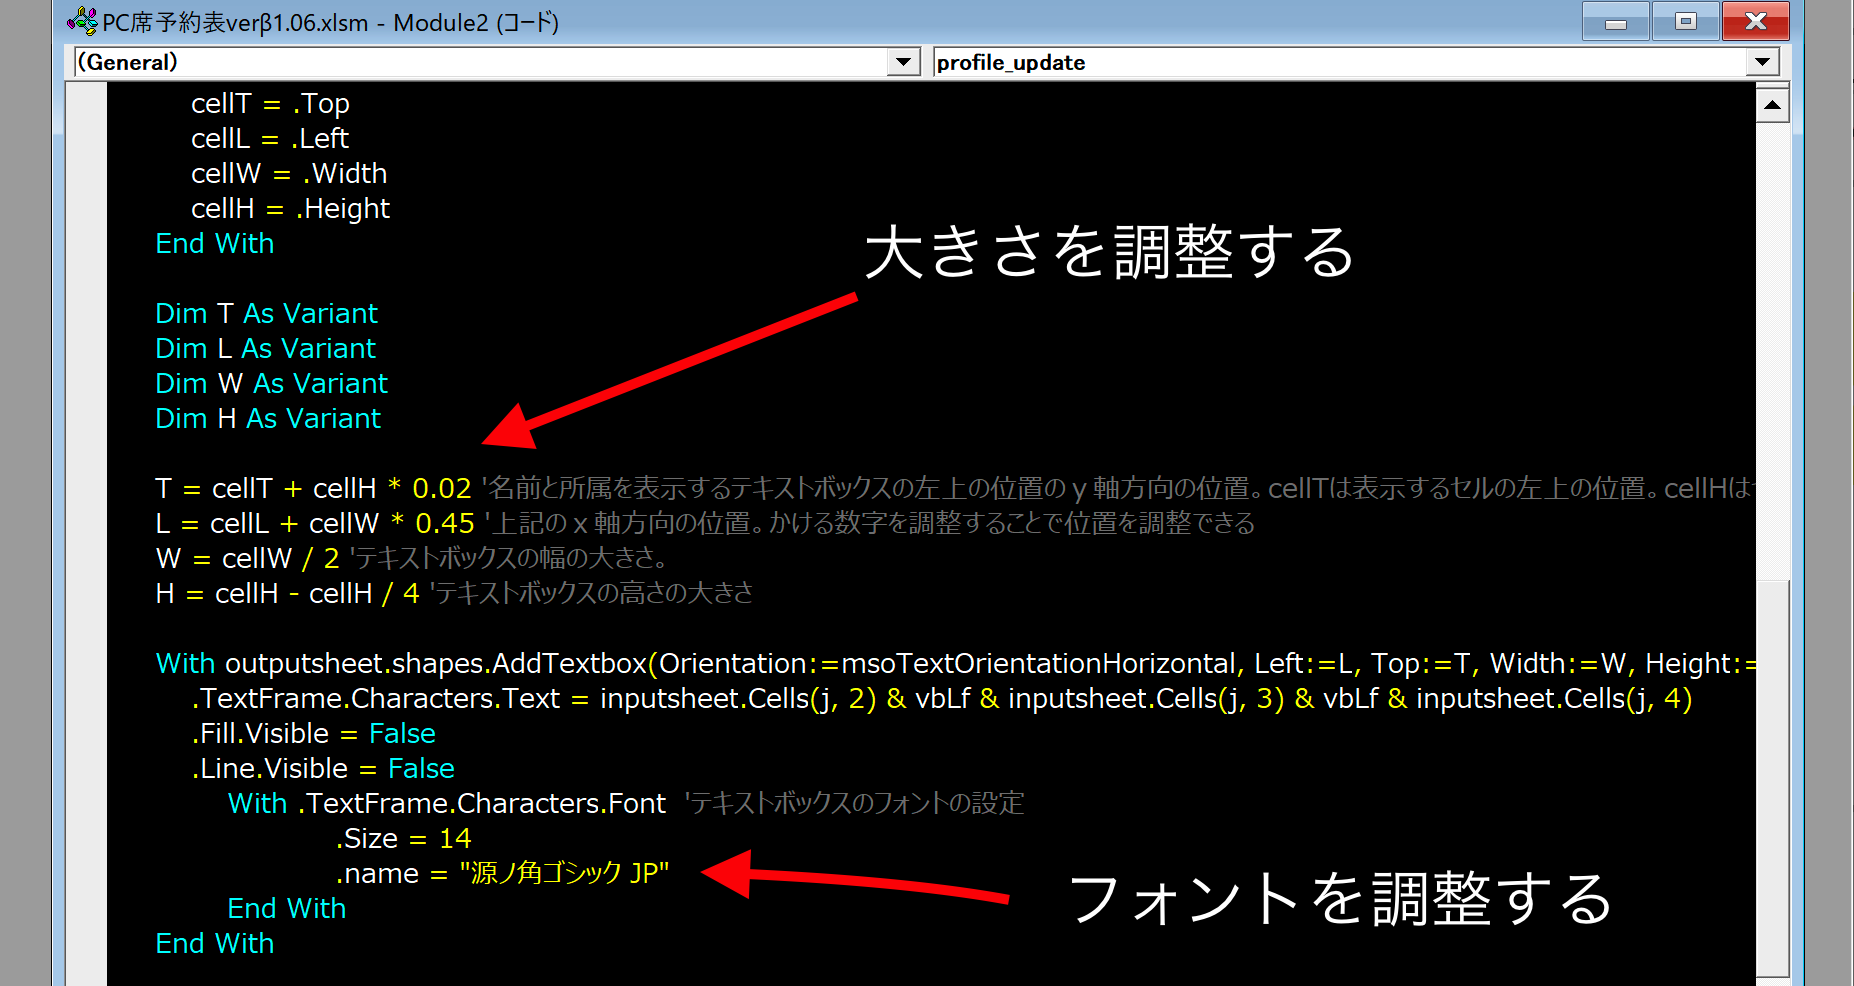 PC席予約表verβ1.06.xlsm - Module2 (コード)
(General)
profile_update
cellT = .Top
cellL = .Left
cellW = .Width
cellH = .Height
End With
大きさを調整する
Dim T As Variant
Dim L As Variant
Dim W As Variant
Dim H As Variant
T = cellT + cellH * 0.02 '名前と所属を表示するテキストボックスの左上の位置のｙ軸方向の位置。cellTは表示するセルの左上の位置。cellHは
L = cellL + cellW * 0.45 '上記のｘ軸方向の位置。かける数字を調整することで位置を調整できる
W = cellW / 2 'テキストボックスの幅の大きさ。
H = cellH - cellH / 4 'テキストボックスの高さの大きさ
With outputsheet.shapes.AddTextbox(Orientation:=msoTextOrientationHorizontal, Left:=L, Top:=T, Width:=W, Height:=
.TextFrame.Characters.Text = inputsheet.Cells(j, 2) & vbLf & inputsheet.Cells(j, 3) & vbLf & inputsheet.Cells(j, 4)
.Fill.Visible = False
.Line.Visible = False
With .TextFrame.Characters.Font 'テキストボックスのフォントの設定
.Size = 14
.name = "源ノ角ゴシック JP"
フォントを調整する
End With
End With